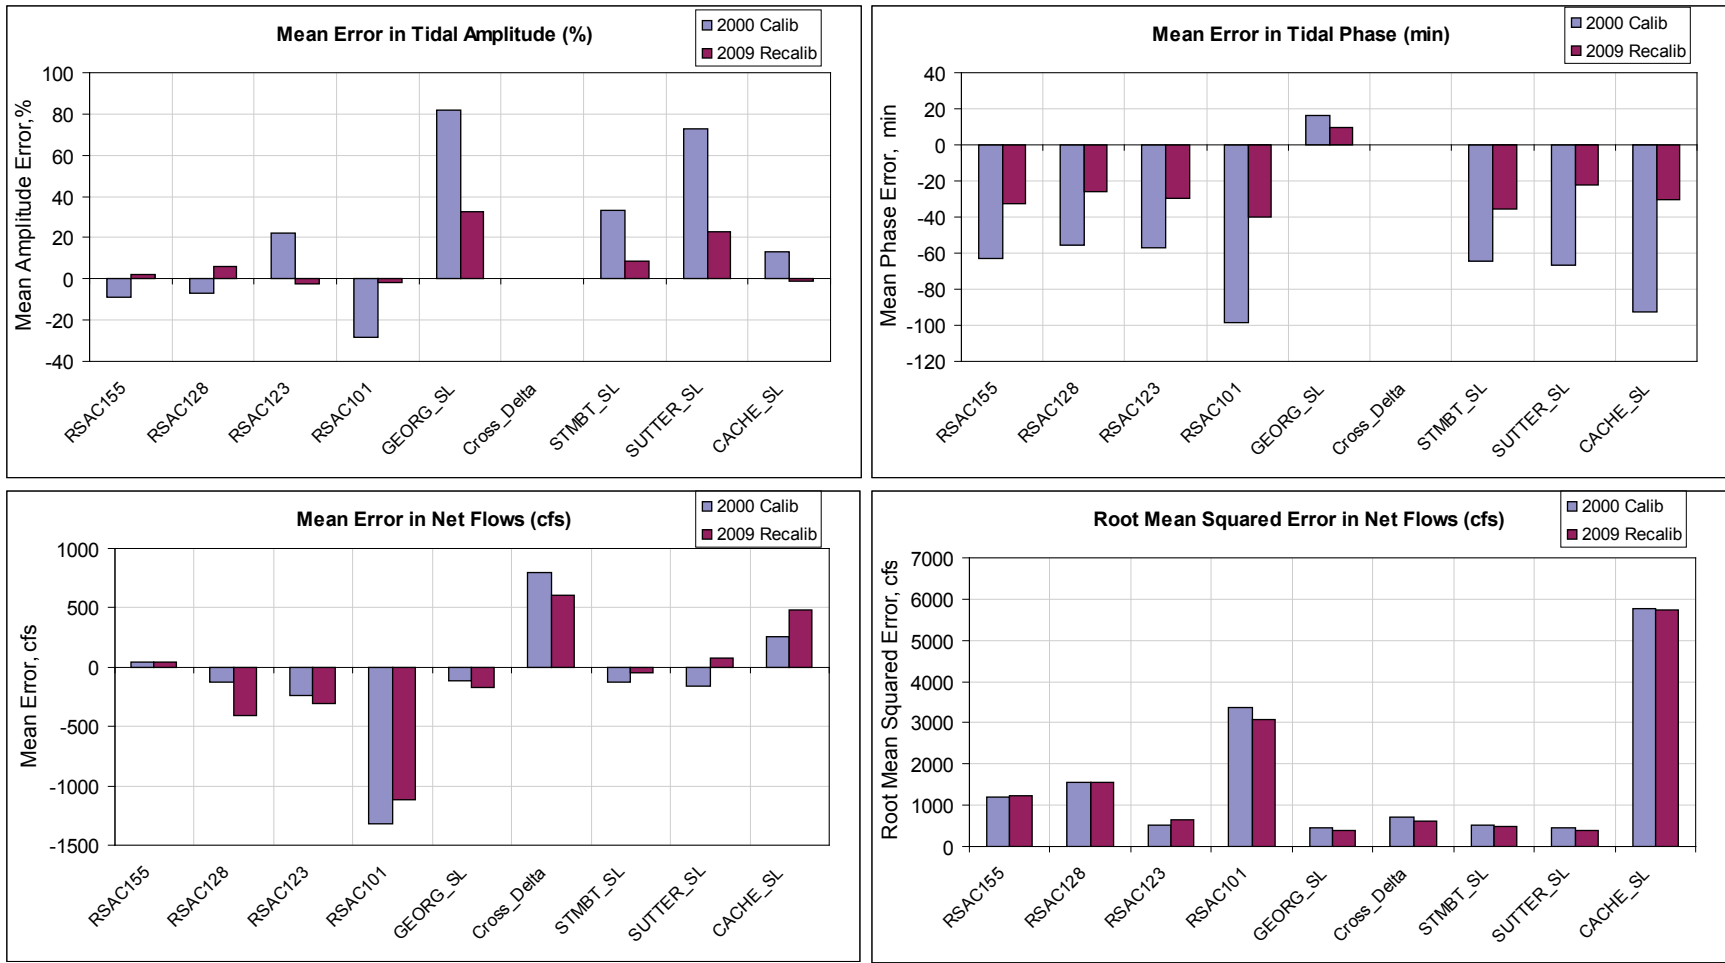 Mean Error in Tidal Amplitude (%)
2000 Calib
2009 Recalib
Mean Amplitude Error,%
100
80
60
40
20
0
-20
-40
RSAC155
RSAC128
RSAC123
RSAC101
GEORG_SL
Cross_Delta
STMBT_SL
SUTTER_SL
CACHE_SL
Mean Error in Tidal Phase (min)
2000 Calib
2009 Recalib
Mean Phase Error, min
40
20
0
-20
-40
-60
-80
-100
-120
RSAC155
RSAC128
RSAC123
RSAC101
GEORG_SL
Cross_Delta
STMBT_SL
SUTTER_SL
CACHE_SL
Mean Error in Net Flows (cfs)
2000 Calib
2009 Recalib
Mean Error, cfs
1000
500
0
-500
-1000
-1500
RSAC155
RSAC128
RSAC123
RSAC101
GEORG_SL
Cross_Delta
STMBT_SL
SUTTER_SL
CACHE_SL
Root Mean Squared Error in Net Flows (cfs)
2000 Calib
2009 Recalib
Root Mean Squared Error, cfs
7000
6000
5000
4000
3000
2000
1000
0
RSAC155
RSAC128
RSAC123
RSAC101
GEORG_SL
Cross_Delta
STMBT_SL
SUTTER_SL
CACHE_SL